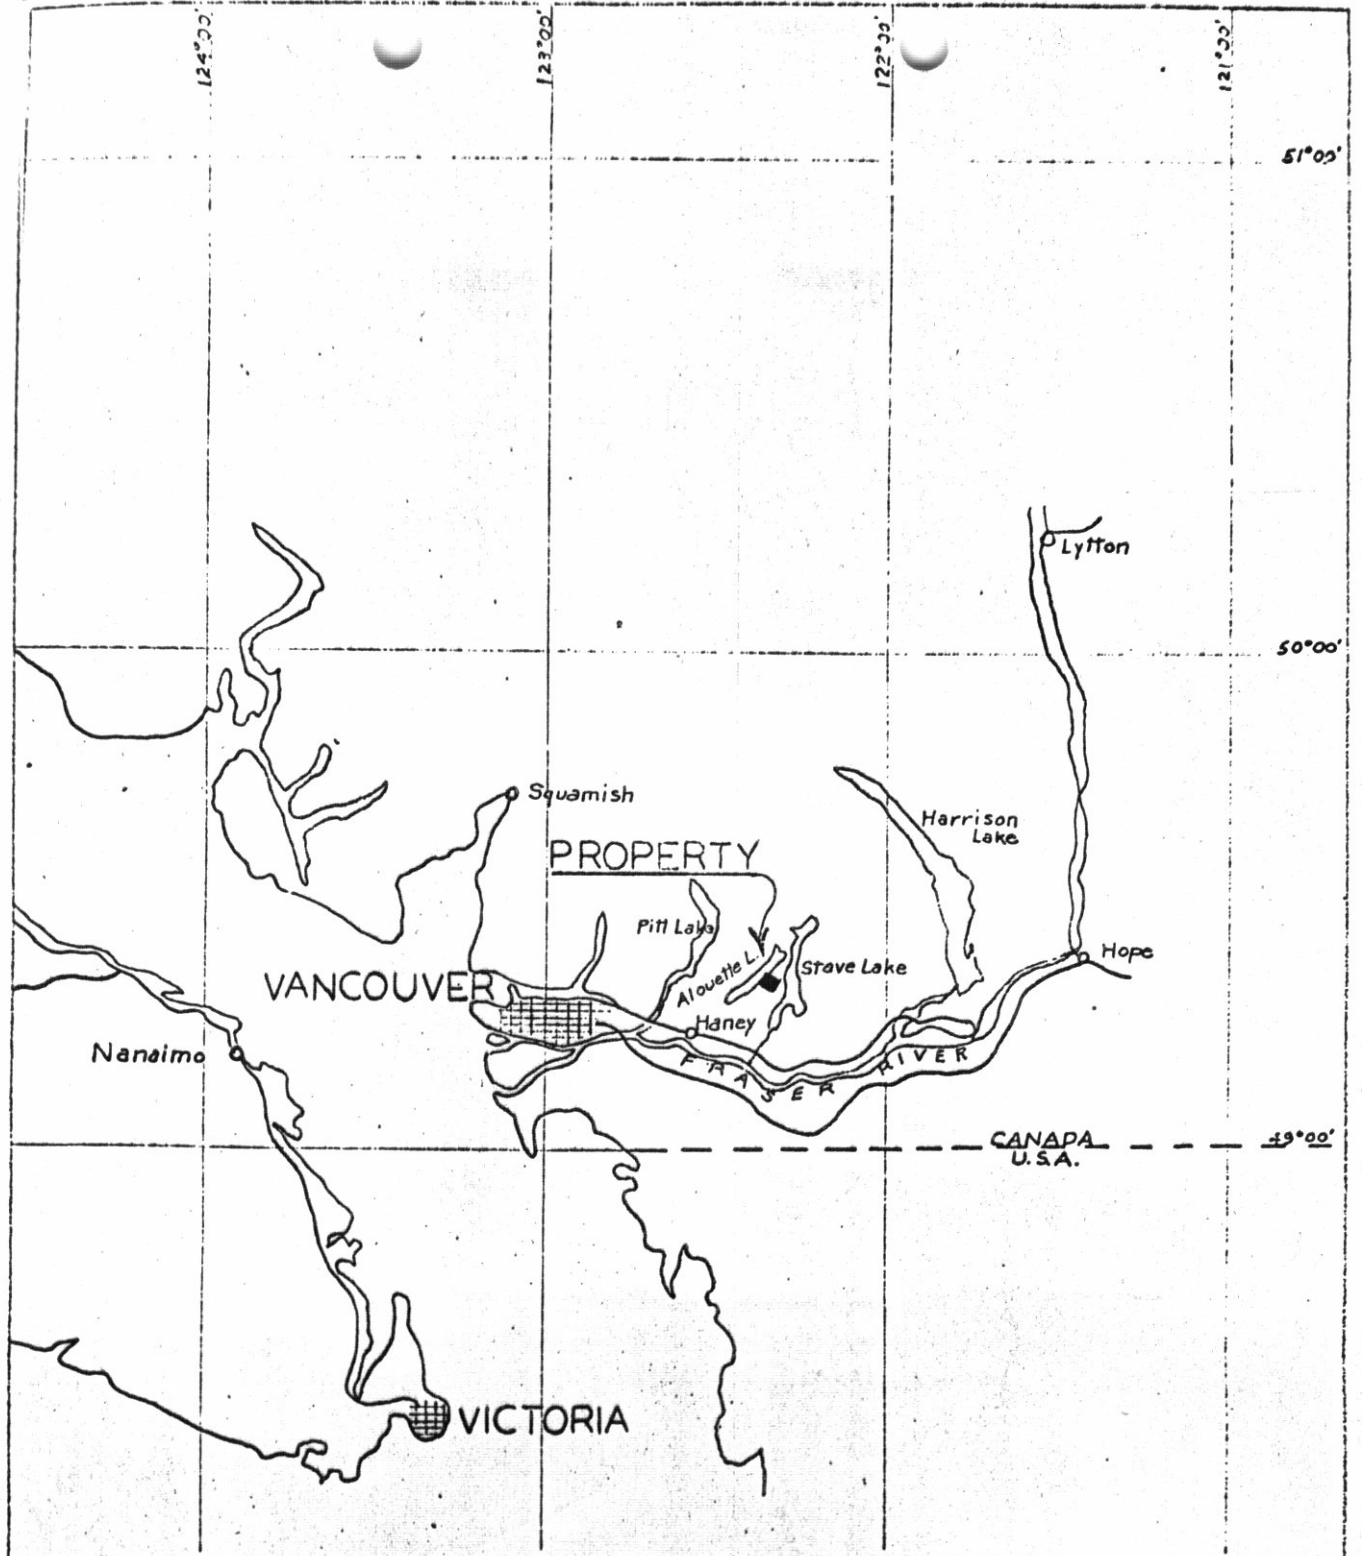 124°00'
123°00'
122°00'
121°00'
51°00'
Lytton
50°00'
Squamish
Harrison
Lake
PROPERTY
Pitt Lake
Alouette L.
Stave Lake
Hope
VANCOUVER
Haney
Nanaimo
FRASER RIVER
CANADA
U.S.A.
49°00'
VICTORIA